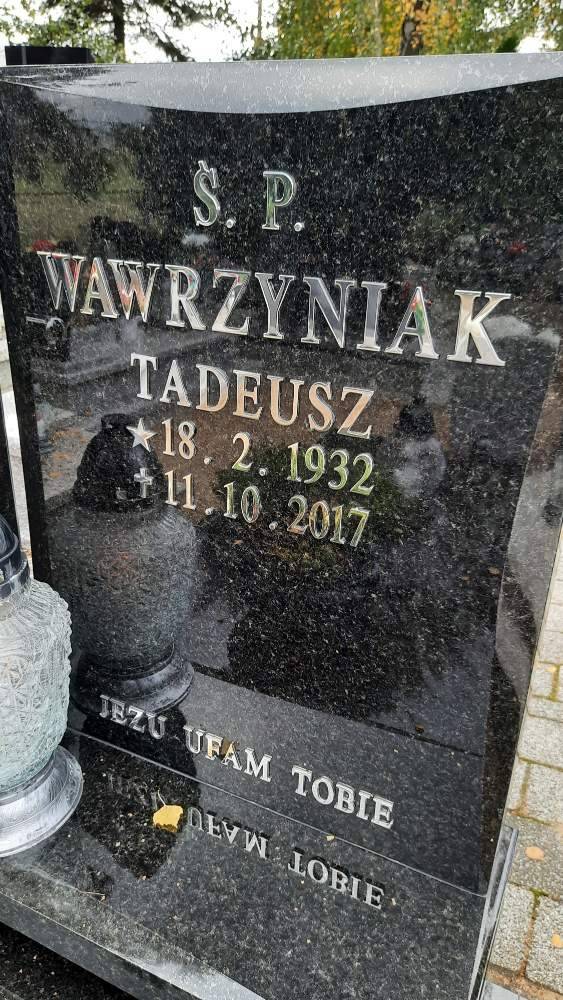 Ś. P.
WAWRZYNIAK
TADEUSZ
★18. 2. 1932
✝11. 10. 2017
JEZU UFAM TOBIE